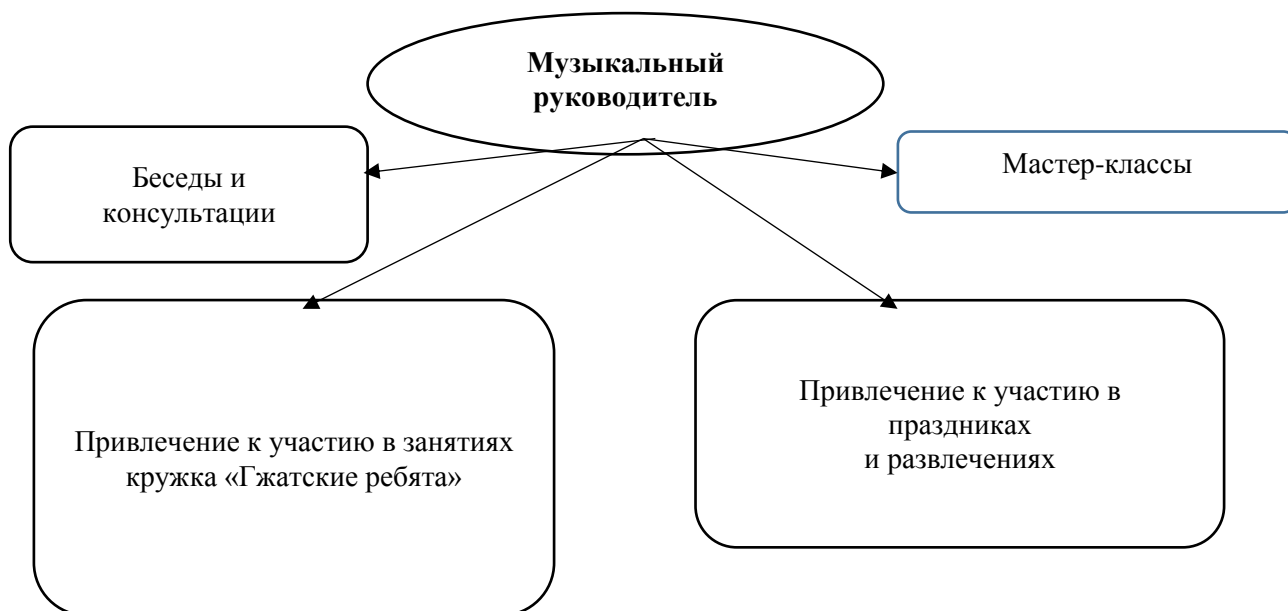 Музыкальный
руководитель
Беседы и
консультации
Мастер-классы
Привлечение к участию в занятиях
кружка «Гжатские ребята»
Привлечение к участию в
праздниках
и развлечениях